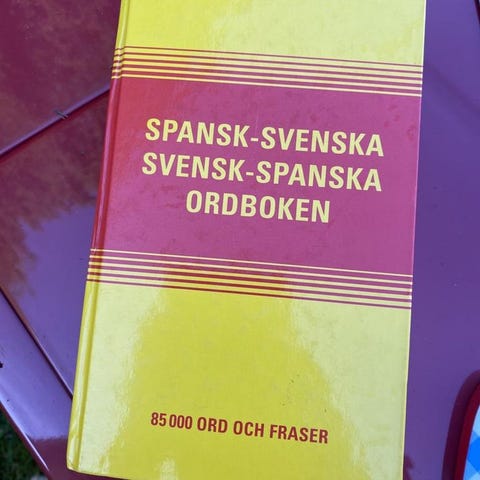 SPANSK-SVENSKA
SVENSK-SPANSKA
ORDBOKEN
85 000 ORD OCH FRASER